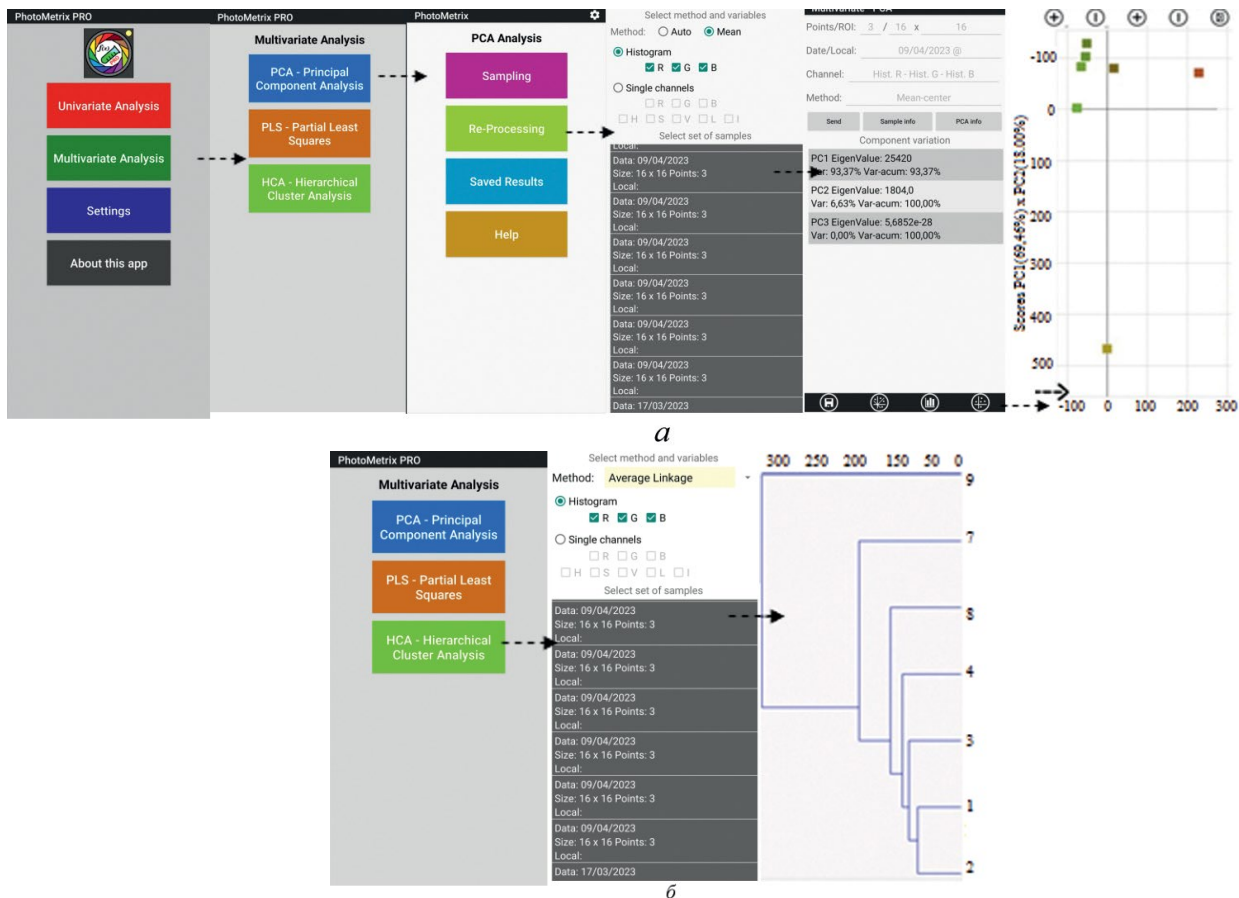 PhotoMetrix PRO
Univariate Analysis
Multivariate Analysis
Settings
About this app
PhotoMetrix PRO
Multivariate Analysis
PCA - Principal
Component Analysis
PLS - Partial Least
Squares
HCA - Hierarchical
Cluster Analysis
PhotoMetrix
PCA Analysis
Sampling
Re-Processing
Saved Results
Help
Select method and variables
Method: Auto Mean
Histogram
R G B
Single channels
R G B
H S V L I
Select set of samples
Local:
Data: 09/04/2023
Size: 16 x 16 Points: 3
Local:
Data: 09/04/2023
Size: 16 x 16 Points: 3
Local:
Data: 09/04/2023
Size: 16 x 16 Points: 3
Local:
Data: 09/04/2023
Size: 16 x 16 Points: 3
Local:
Data: 09/04/2023
Size: 16 x 16 Points: 3
Local:
Data: 09/04/2023
Size: 16 x 16 Points: 3
Local:
Data: 17/03/2023
Multivariate - PCA
Points/ROI: 3 / 16 x 16
Date/Local: 09/04/2023 @
Channel: Hist. R - Hist. G - Hist. B
Method: Mean-center
Send Sample info PCA info
Component variation
PC1 EigenValue: 25420
Var: 93,37% Var-acum: 93,37%
PC2 EigenValue: 1804,0
Var: 6,63% Var-acum: 100,00%
PC3 EigenValue: 5,6852e-28
Var: 0,00% Var-acum: 100,00%
Scores PC1(69,46%) x PC2(18,00%)
-100
0
100
200
300
400
500
-100 0 100 200 300
а
PhotoMetrix PRO
Multivariate Analysis
PCA - Principal
Component Analysis
PLS - Partial Least
Squares
HCA - Hierarchical
Cluster Analysis
Select method and variables
Method: Average Linkage
Histogram
R G B
Single channels
R G B
H S V L I
Select set of samples
Data: 09/04/2023
Size: 16 x 16 Points: 3
Local:
Data: 09/04/2023
Size: 16 x 16 Points: 3
Local:
Data: 09/04/2023
Size: 16 x 16 Points: 3
Local:
Data: 09/04/2023
Size: 16 x 16 Points: 3
Local:
Data: 09/04/2023
Size: 16 x 16 Points: 3
Local:
Data: 09/04/2023
Size: 16 x 16 Points: 3
Local:
Data: 17/03/2023
300 250 200 150 50 0
9
7
8
4
3
1
2
б